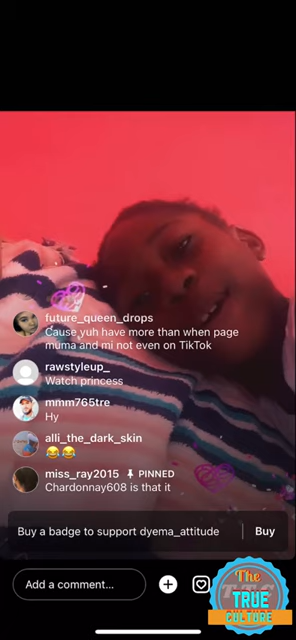 future_queen_drops
Cause yuh have more than when page
muma and mi not even on TikTok
rawstyleup_
Watch princess
mmm765tre
Hy
alli_the_dark_skin
😂😂
miss_ray2015 PINNED
Chardonnay608 is that it
Buy a badge to support dyema_attitude Buy
Add a comment...
The
TRUE
CULTURE